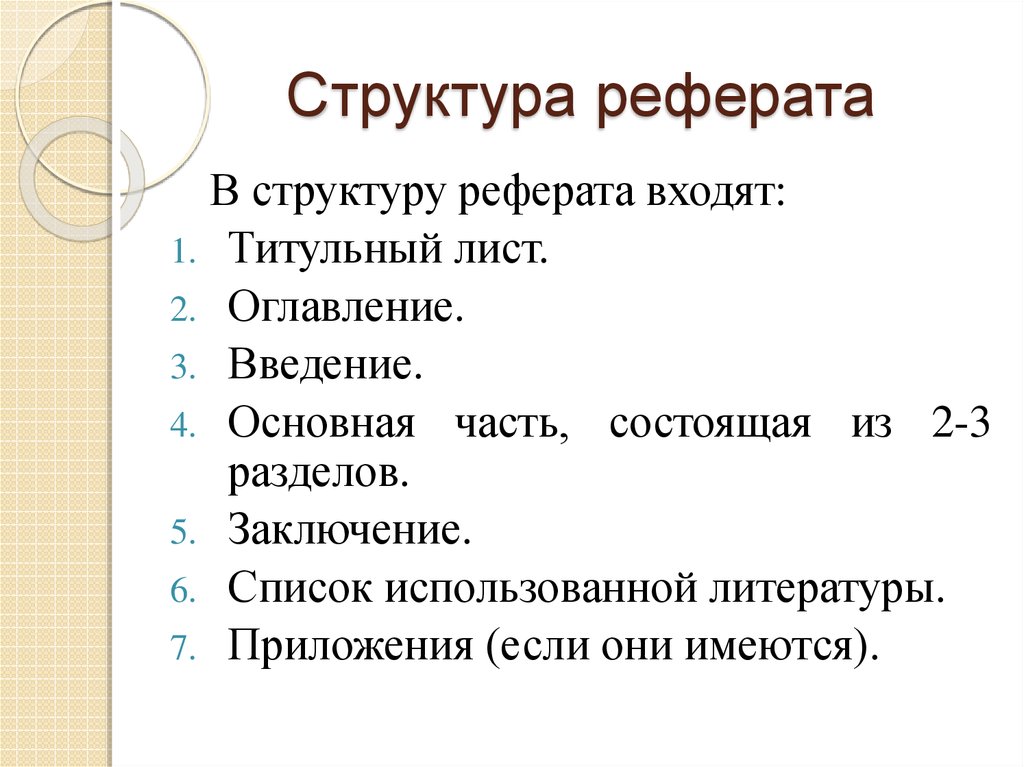 Структура реферата
В структуру реферата входят:
1. Титульный лист.
2. Оглавление.
3. Введение.
4. Основная часть, состоящая из 2-3
разделов.
5. Заключение.
6. Список использованной литературы.
7. Приложения (если они имеются).